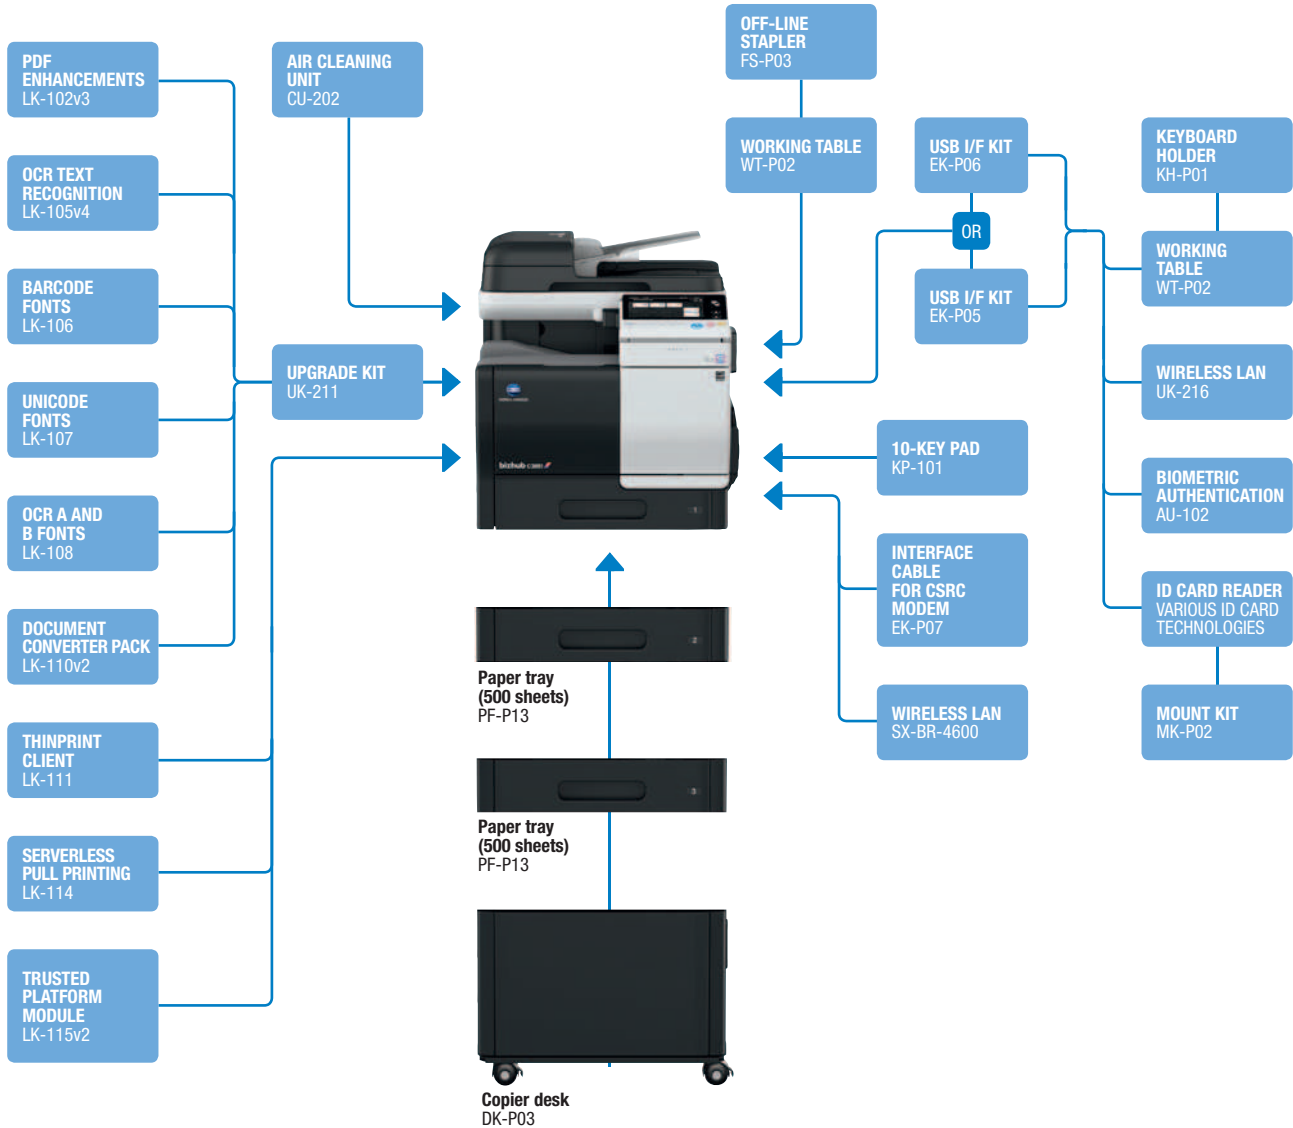 PDF
ENHANCEMENTS
LK-102v3
OCR TEXT
RECOGNITION
LK-105v4
BARCODE
FONTS
LK-106
UNICODE
FONTS
LK-107
OCR A AND
B FONTS
LK-108
DOCUMENT
CONVERTER PACK
LK-110v2
THINPRINT
CLIENT
LK-111
SERVERLESS
PULL PRINTING
LK-114
TRUSTED
PLATFORM
MODULE
LK-115v2
AIR CLEANING
UNIT
CU-202
UPGRADE KIT
UK-211
bizhub
1
2
Paper tray
(500 sheets)
PF-P13
3
Paper tray
(500 sheets)
PF-P13
Copier desk
DK-P03
OFF-LINE
STAPLER
FS-P03
WORKING TABLE
WT-P02
USB I/F KIT
EK-P06
OR
USB I/F KIT
EK-P05
10-KEY PAD
KP-101
INTERFACE
CABLE
FOR CSRC
MODEM
EK-P07
WIRELESS LAN
SX-BR-4600
KEYBOARD
HOLDER
KH-P01
WORKING
TABLE
WT-P02
WIRELESS LAN
UK-216
BIOMETRIC
AUTHENTICATION
AU-102
ID CARD READER
VARIOUS ID CARD
TECHNOLOGIES
MOUNT KIT
MK-P02